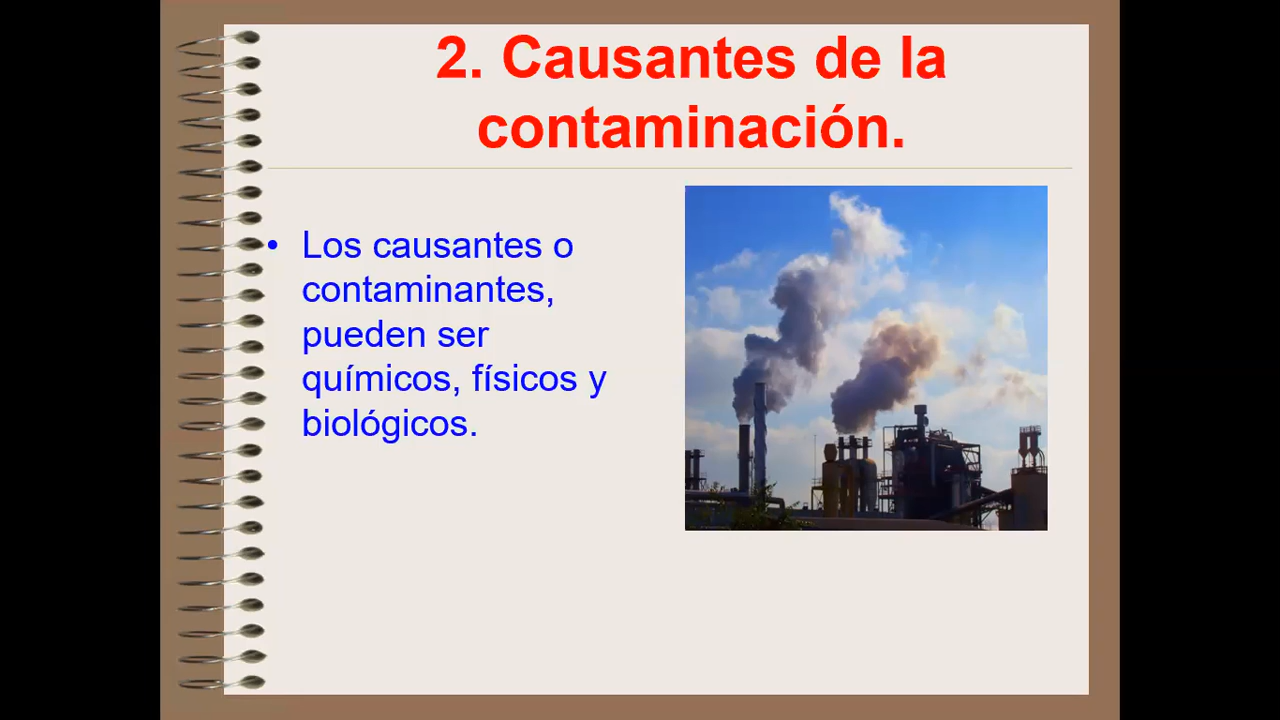 2. Causantes de la
contaminación.
• Los causantes o
contaminantes,
pueden ser
químicos, físicos y
biológicos.